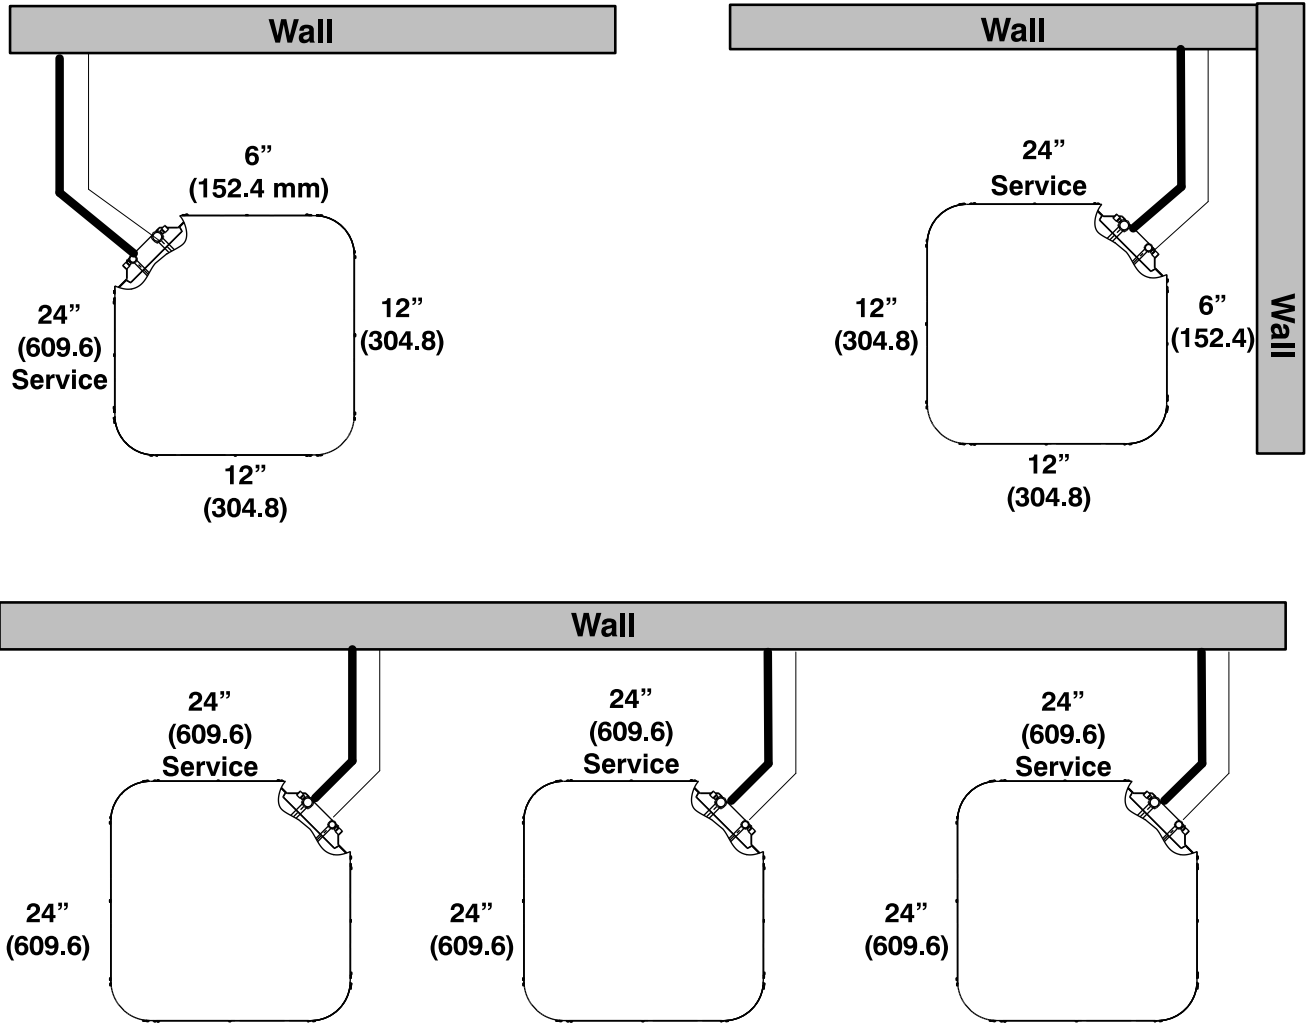 Wall
6”
(152.4 mm)
24”
(609.6)
Service
12”
(304.8)
12”
(304.8)
Wall
24”
Service
12”
(304.8)
6”
(152.4)
Wall
12”
(304.8)
Wall
24”
(609.6)
Service
24”
(609.6)
Service
24”
(609.6)
Service
24”
(609.6)
24”
(609.6)
24”
(609.6)